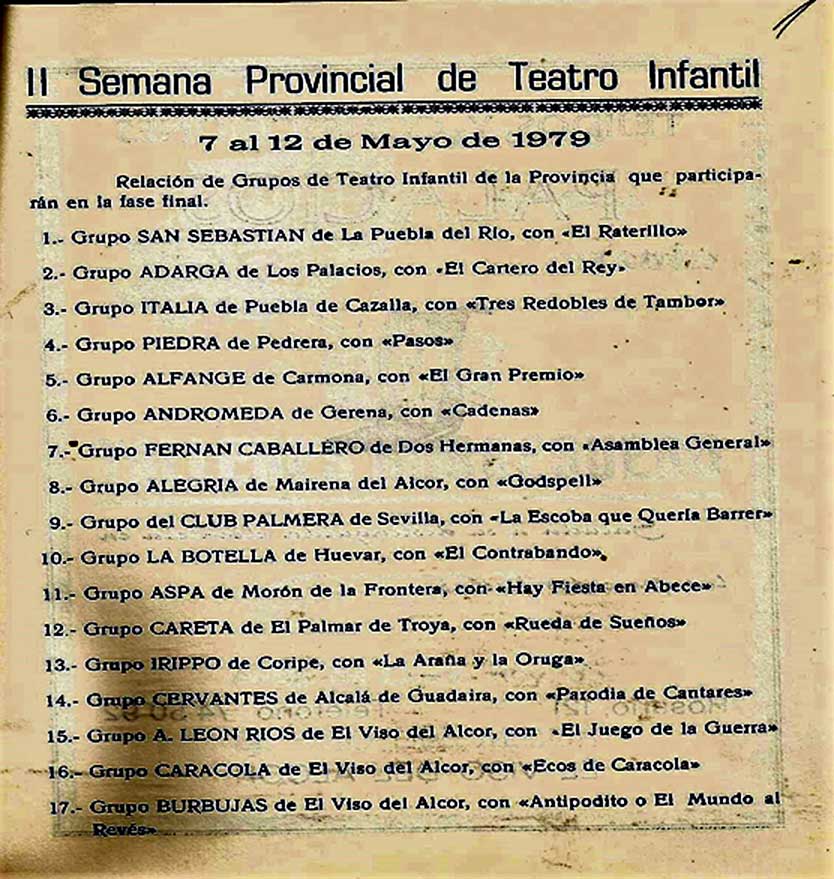 II Semana Provincial de Teatro Infantil
7 al 12 de Mayo de 1979
Relación de Grupos de Teatro Infantil de la Provincia que participa-
rán en la fase final.
1.- Grupo SAN SEBASTIAN de La Puebla del Río, con «El Raterillo»
2.- Grupo ADARGA de Los Palacios, con «El Cartero del Rey»
3.- Grupo ITALIA de Puebla de Cazalla, con «Tres Redobles de Tambor»
4.- Grupo PIEDRA de Pedrera, con «Pasos»
5.- Grupo ALFANGE de Carmona, con «El Gran Premio»
6.- Grupo ANDROMEDA de Gerena, con «Cadenas»
7.- Grupo FERNAN CABALLERO de Dos Hermanas, con «Asamblea General»
8.- Grupo ALEGRIA de Mairena del Alcor, con «Godspell»
9.- Grupo del CLUB PALMERA de Sevilla, con «La Escoba que Quería Barrer»
10.- Grupo LA BOTELLA de Huevar, con «El Contrabando»
11.- Grupo ASPA de Morón de la Frontera, con «Hay Fiesta en Abece»
12.- Grupo CARETA de El Palmar de Troya, con «Rueda de Sueños»
13.- Grupo IRIPPO de Coripe, con «La Araña y la Oruga»
14.- Grupo CERVANTES de Alcalá de Guadaira, con «Parodia de Cantares»
15.- Grupo A. LEON RIOS de El Viso del Alcor, con «El Juego de la Guerra»
16.- Grupo CARACOLA de El Viso del Alcor, con «Ecos de Caracola»
17.- Grupo BURBUJAS de El Viso del Alcor, con «Antipodito o El Mundo al
Revés»